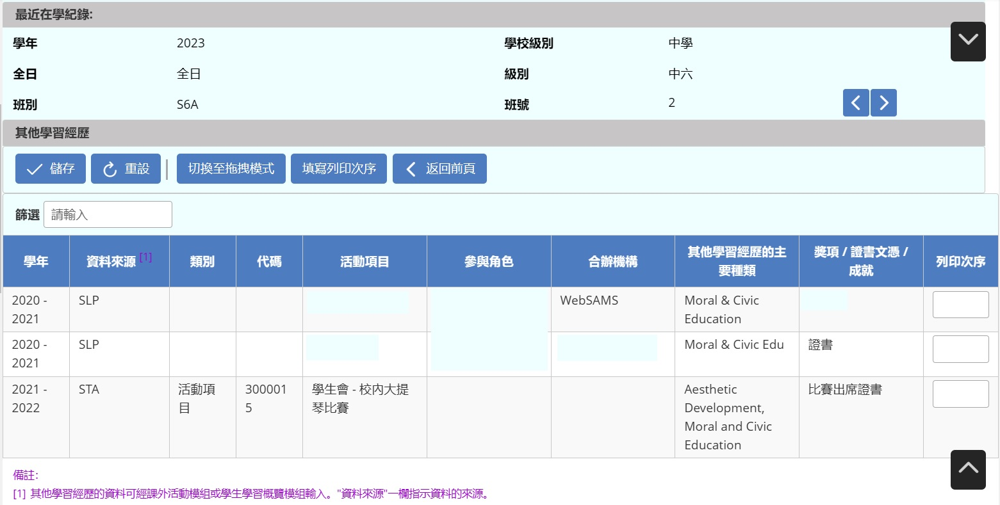 最近在學紀錄:
學年 2023 學校級別 中學
全日 全日 級別 中六
班別 S6A 班號 2
其他學習經歷
儲存 重設 切換至拖拽模式 填寫列印次序 返回前頁
篩選 請輸入
學年 資料來源 [1] 類別 代碼 活動項目 參與角色 合辦機構 其他學習經歷的主 獎項 / 證書文憑 / 列印次序
要種類 成就
2020 - SLP WebSAMS Moral & Civic
2021 Education
2020 - SLP Moral & Civic Edu 證書
2021
2021 - STA 活動項 300001 學生會 - 校內大提 Aesthetic 比賽出席證書
2022 目 5 琴比賽 Development,
Moral and Civic
Education
備註:
[1] 其他學習經歷的資料可經課外活動模組或學生學習概覽模組輸入。"資料來源"一欄指示資料的來源。